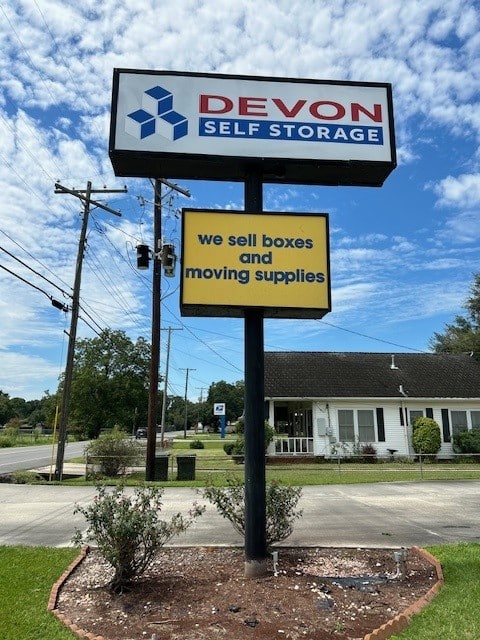 DEVON
SELF STORAGE
we sell boxes
and
moving supplies